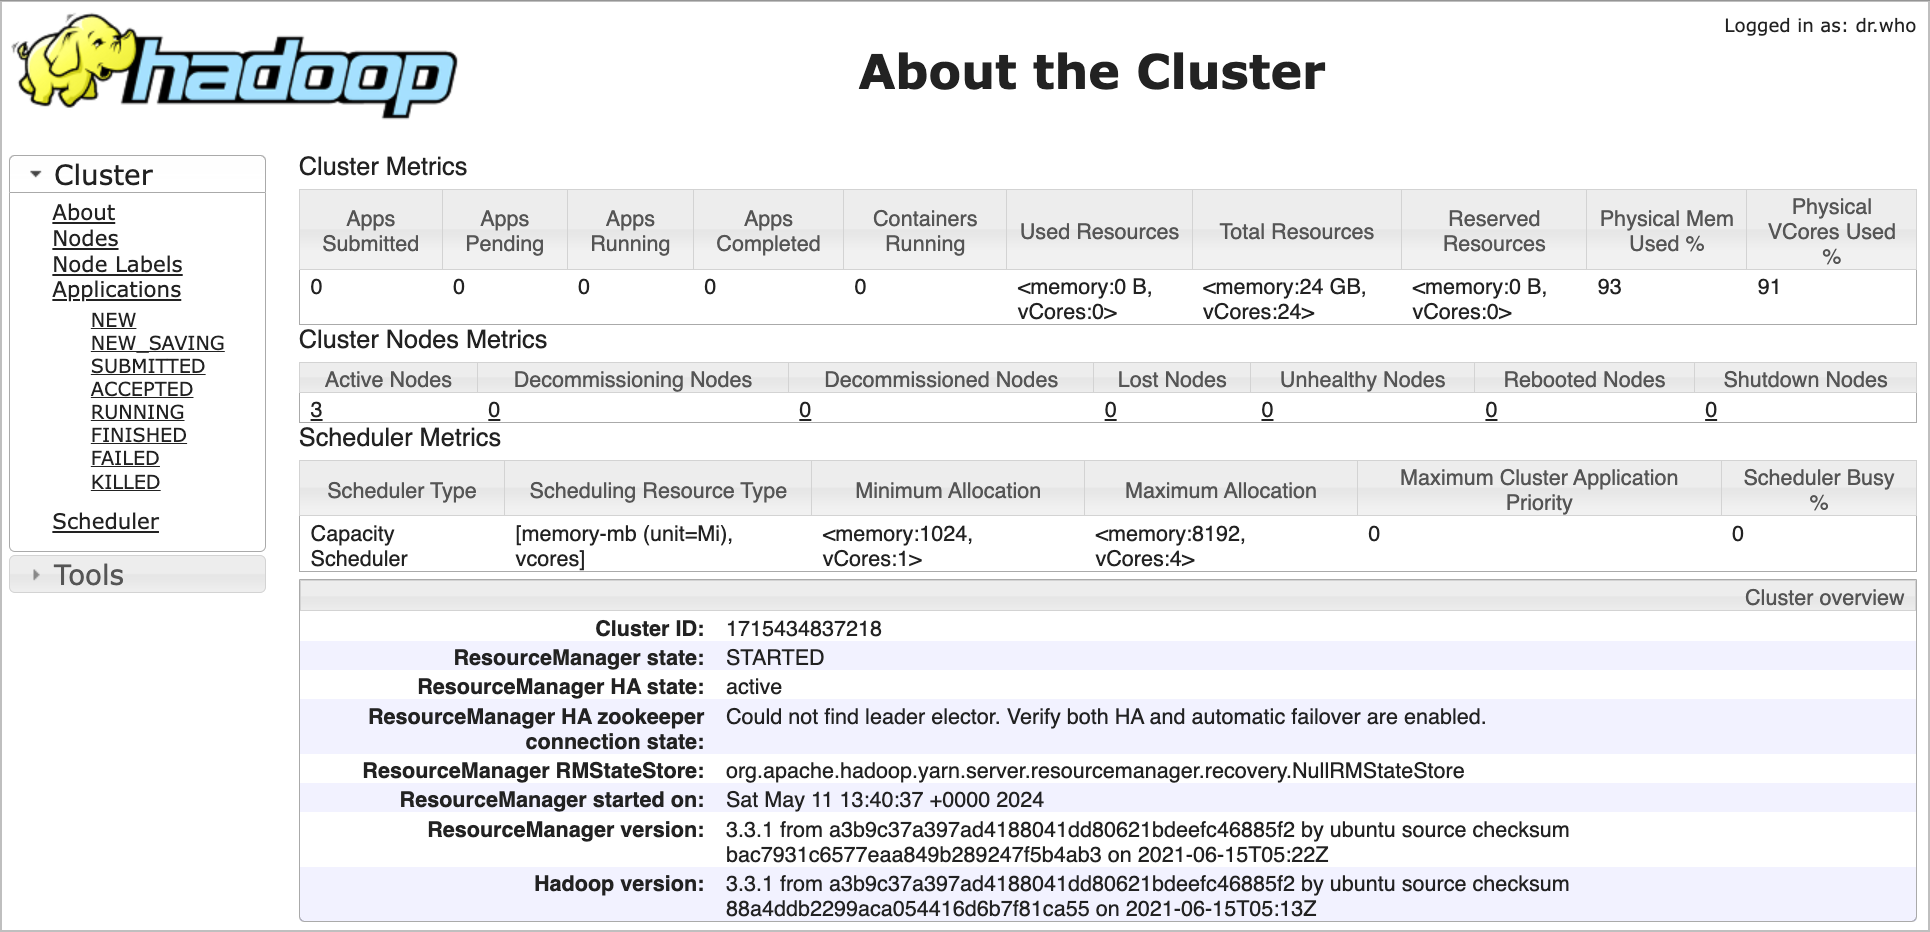 hadoop
Logged in as: dr.who
About the Cluster
Cluster
About
Nodes
Node Labels
Applications
NEW
NEW_SAVING
SUBMITTED
ACCEPTED
RUNNING
FINISHED
FAILED
KILLED
Scheduler
Tools
Cluster Metrics
Apps Submitted
Apps Pending
Apps Running
Apps Completed
Containers Running
Used Resources
Total Resources
Reserved Resources
Physical Mem Used %
Physical VCores Used %
0
0
0
0
0
<memory:0 B, vCores:0>
<memory:24 GB, vCores:24>
<memory:0 B, vCores:0>
93
91
Cluster Nodes Metrics
Active Nodes
Decommissioning Nodes
Decommissioned Nodes
Lost Nodes
Unhealthy Nodes
Rebooted Nodes
Shutdown Nodes
3
0
0
0
0
0
0
Scheduler Metrics
Scheduler Type
Scheduling Resource Type
Minimum Allocation
Maximum Allocation
Maximum Cluster Application Priority
Scheduler Busy %
Capacity Scheduler
[memory-mb (unit=Mi), vcores]
<memory:1024, vCores:1>
<memory:8192, vCores:4>
0
0
Cluster overview
Cluster ID: 1715434837218
ResourceManager state: STARTED
ResourceManager HA state: active
ResourceManager HA zookeeper connection state: Could not find leader elector. Verify both HA and automatic failover are enabled.
ResourceManager RMStateStore: org.apache.hadoop.yarn.server.resourcemanager.recovery.NullRMStateStore
ResourceManager started on: Sat May 11 13:40:37 +0000 2024
ResourceManager version: 3.3.1 from a3b9c37a397ad4188041dd80621bdeefc46885f2 by ubuntu source checksum
bac7931c6577eaa849b289247f5b4ab3 on 2021-06-15T05:22Z
Hadoop version: 3.3.1 from a3b9c37a397ad4188041dd80621bdeefc46885f2 by ubuntu source checksum
88a4ddb2299aca054416d6b7f81ca55 on 2021-06-15T05:13Z